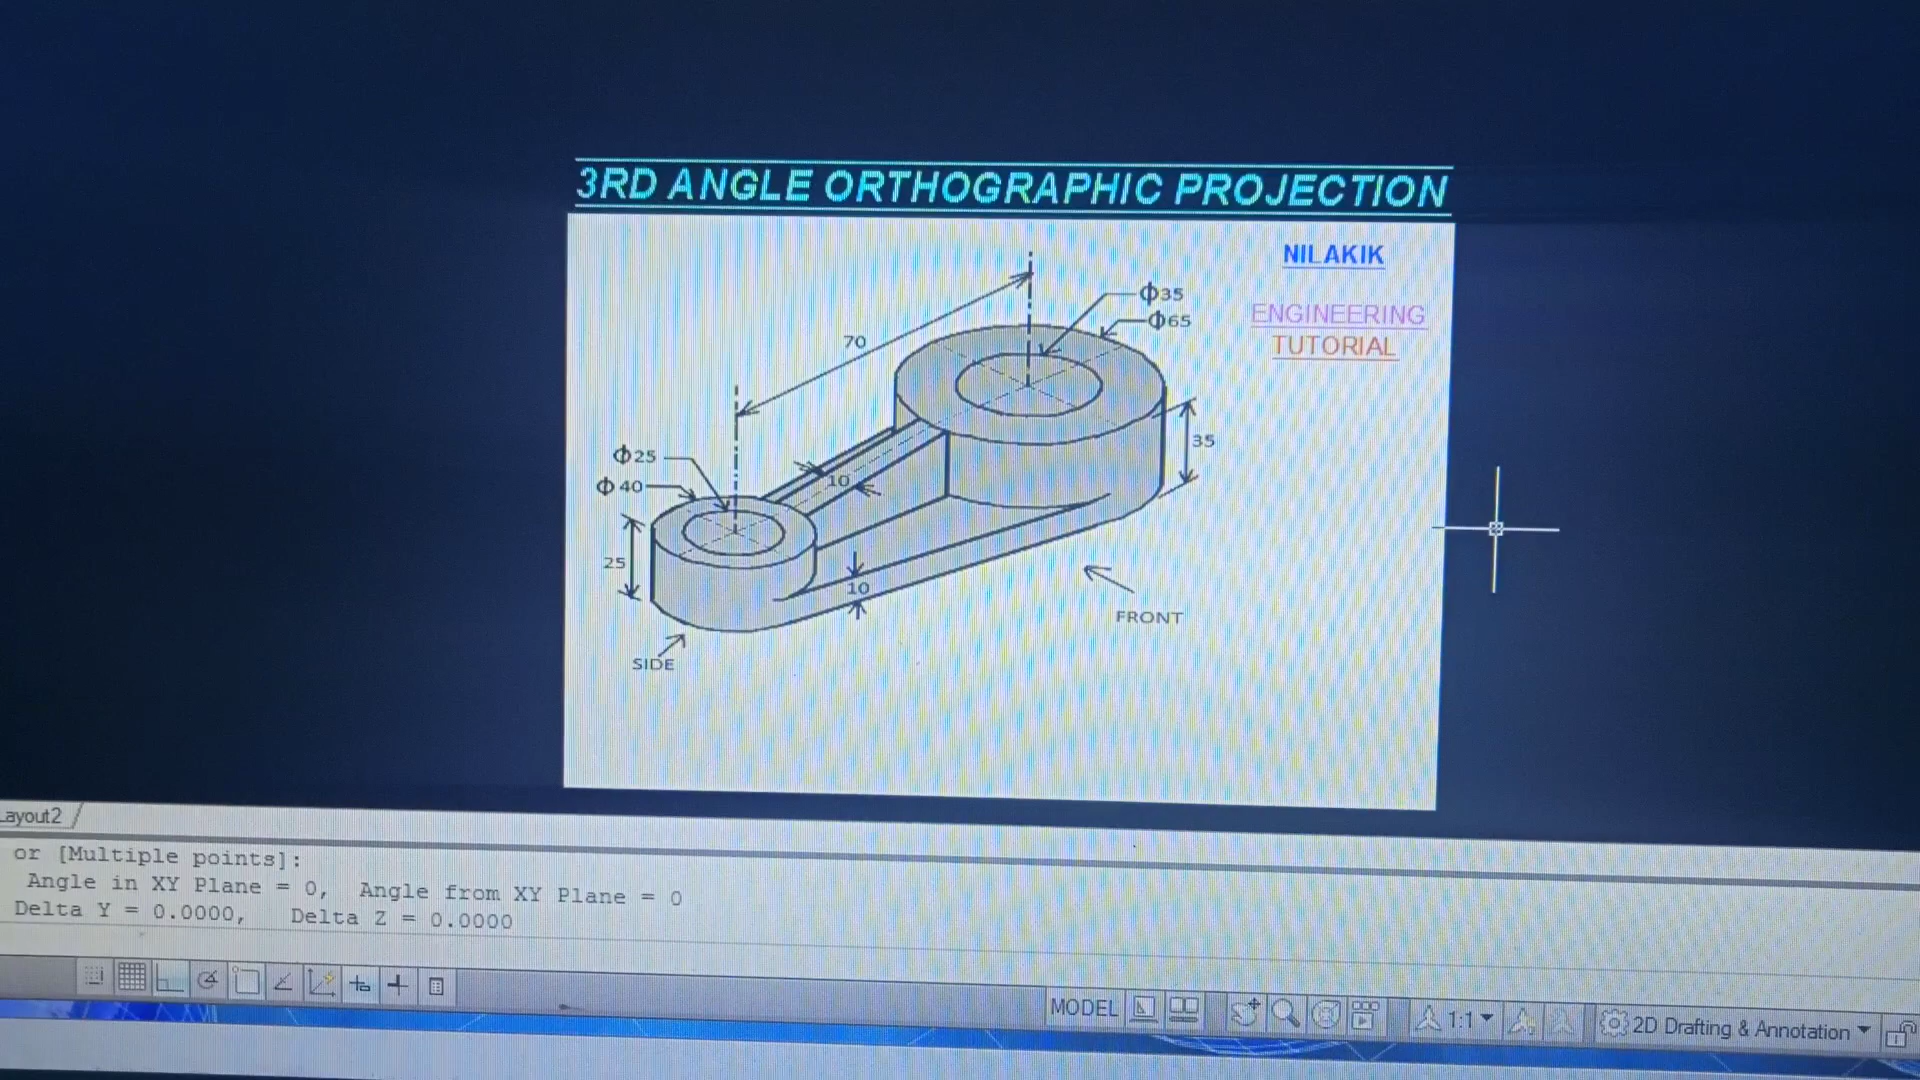 3RD ANGLE ORTHOGRAPHIC PROJECTION
NILAKIK
ENGINEERING
TUTORIAL
Φ35
Φ65
70
35
Φ25
Φ40
10
25
10
FRONT
SIDE
Layout2
or [Multiple points]:
Angle in XY Plane = 0, Angle from XY Plane = 0
Delta Y = 0.0000, Delta Z = 0.0000
MODEL
1:1
2D Drafting & Annotation